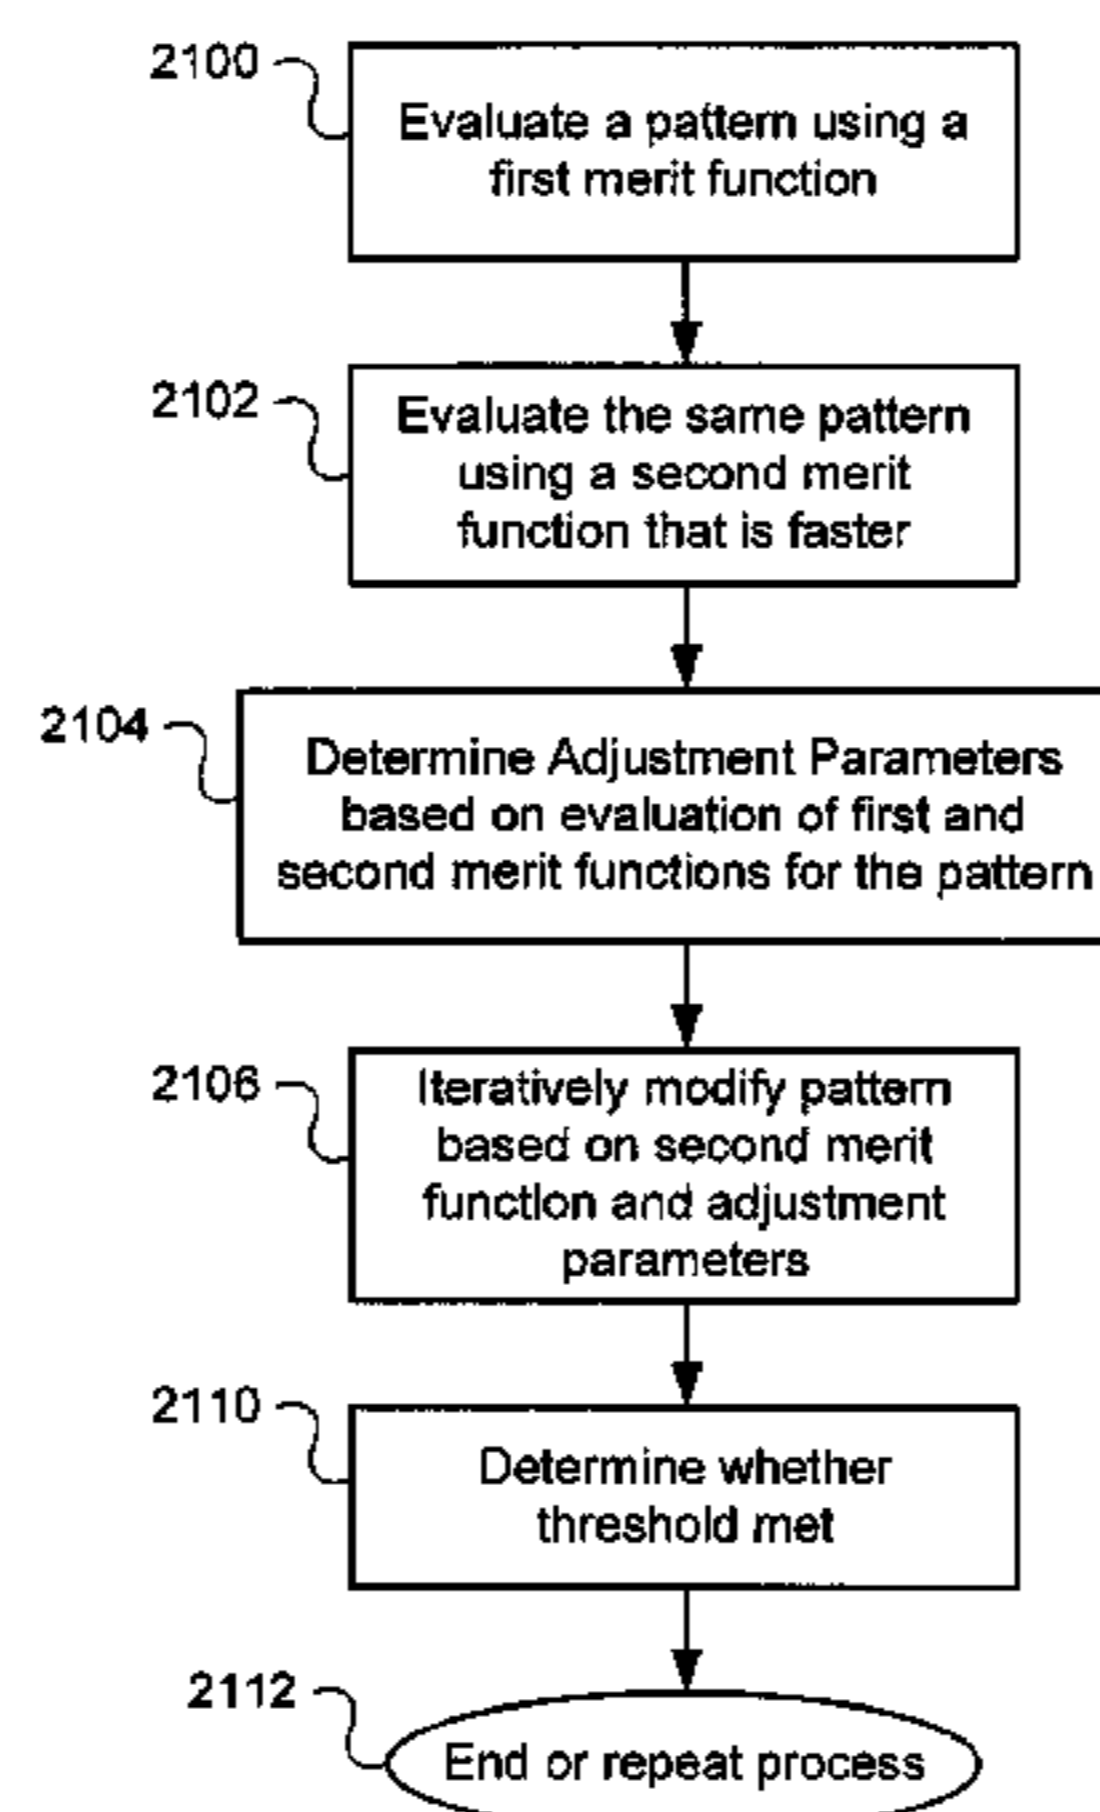 2100
Evaluate a pattern using a
first merit function
2102
Evaluate the same pattern
using a second merit
function that is faster
2104
Determine Adjustment Parameters
based on evaluation of first and
second merit functions for the pattern
2106
Iteratively modify pattern
based on second merit
function and adjustment
parameters
2110
Determine whether
threshold met
2112
End or repeat process